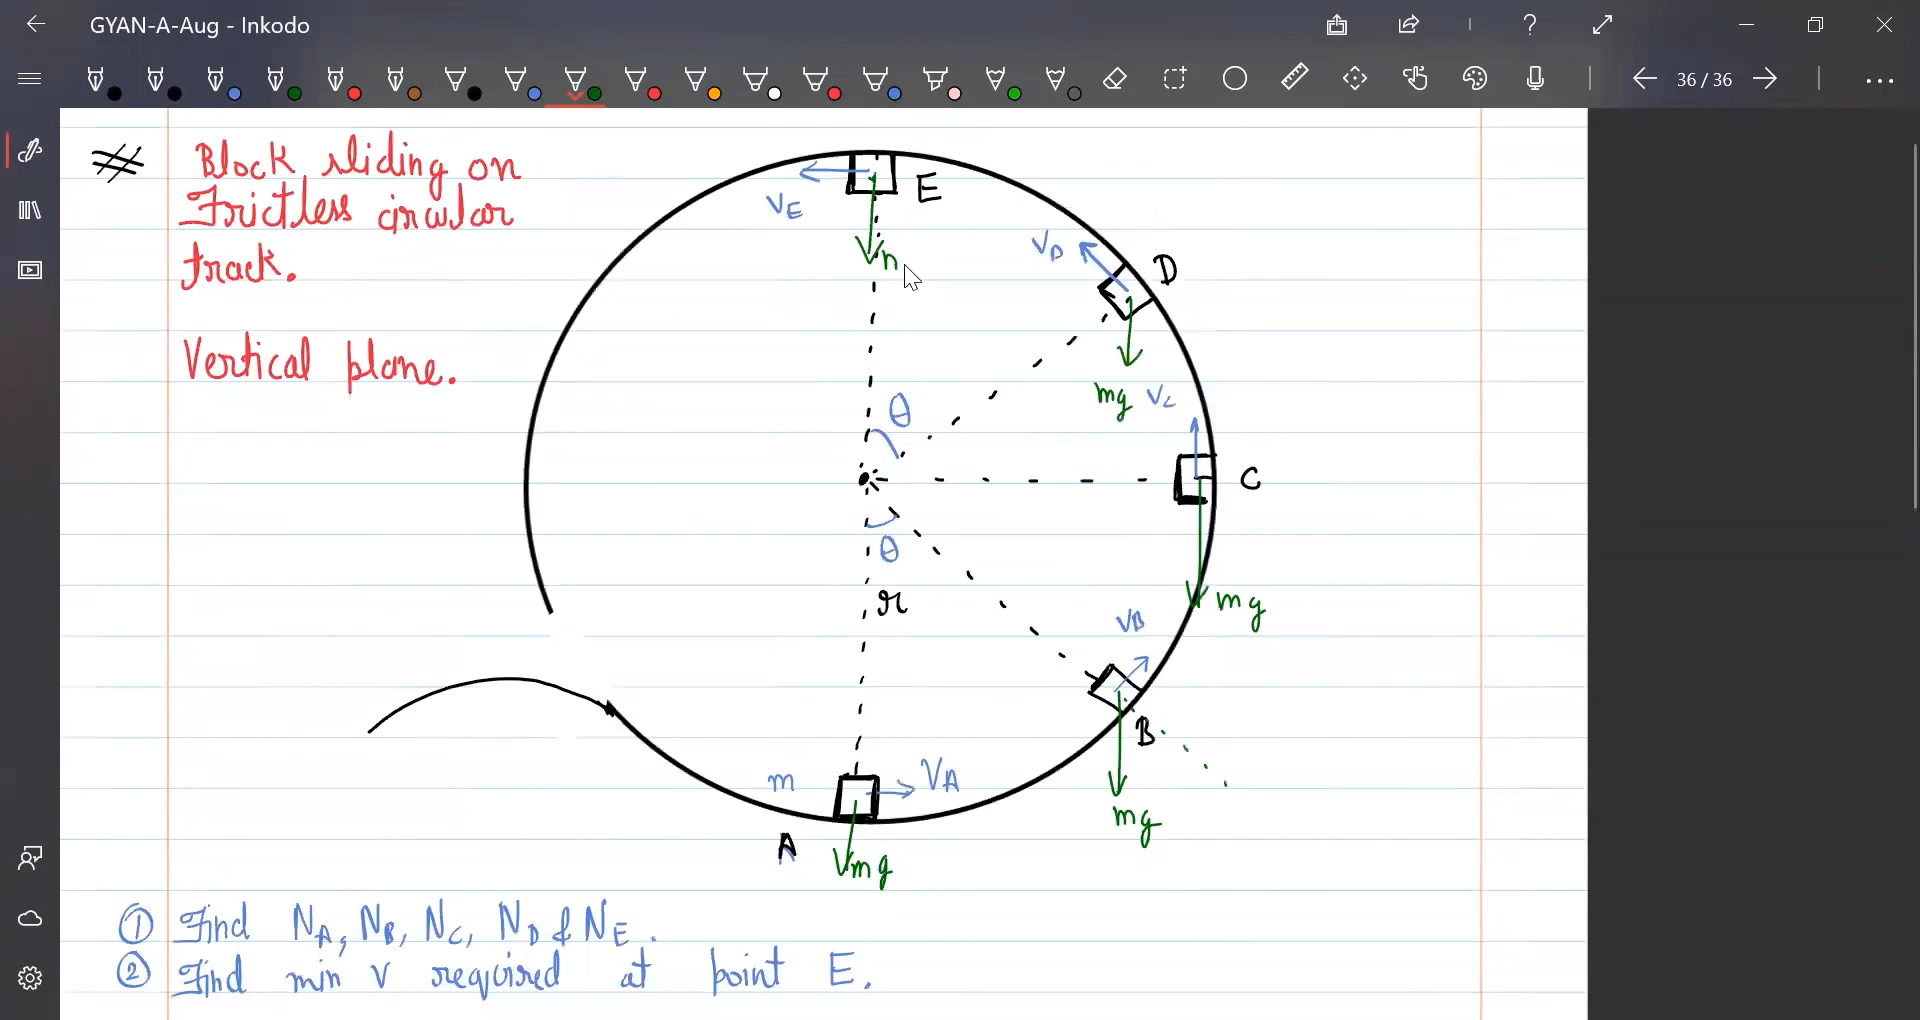 GYAN-A-Aug - Inkodo
36 / 36
Block sliding on
Frictless circular
track.
Vertical plane.
E
VE
n
VD
D
mg
VC
θ
C
θ
r
mg
VB
B
m
VA
A
mg
mg
① Find NA, NB, NC, ND & NE.
② Find min v required at point E.